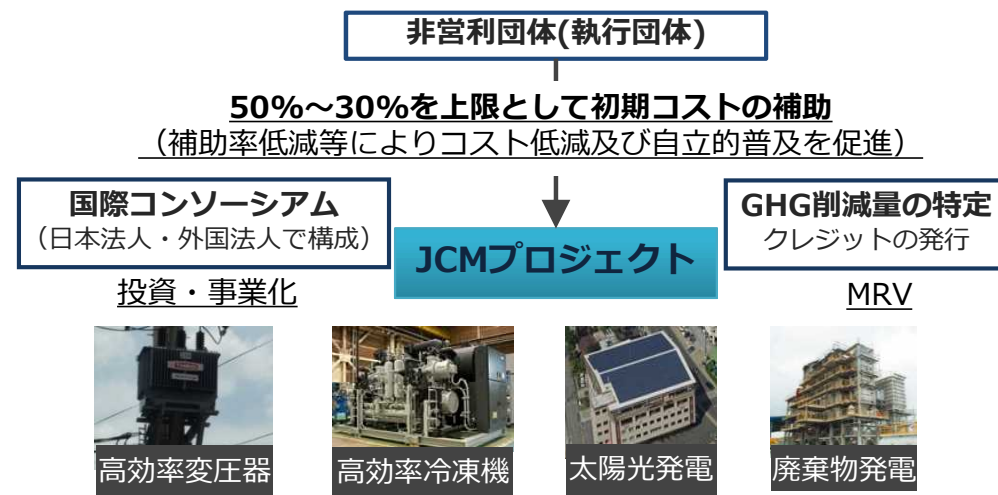 非営利団体(執行団体)
50%～30%を上限として初期コストの補助
（補助率低減等によりコスト低減及び自立的普及を促進）
国際コンソーシアム
（日本法人・外国法人で構成）
投資・事業化
JCMプロジェクト
GHG削減量の特定
クレジットの発行
MRV
高効率変圧器
高効率冷凍機
太陽光発電
廃棄物発電